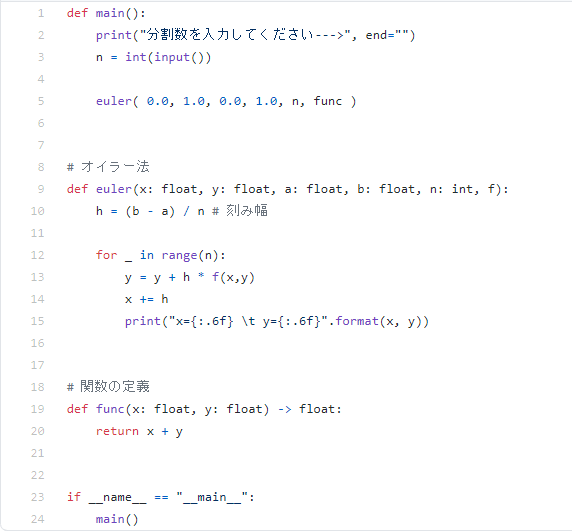 1 def main():
2     print("分割数を入力してください--->", end="")
3     n = int(input())
4
5     euler( 0.0, 1.0, 0.0, 1.0, n, func )
6
7
8 # オイラー法
9 def euler(x: float, y: float, a: float, b: float, n: int, f):
10     h = (b - a) / n # 刻み幅
11
12     for _ in range(n):
13         y = y + h * f(x,y)
14         x += h
15         print("x={:.6f} \t y={:.6f}".format(x, y))
16
17
18 # 関数の定義
19 def func(x: float, y: float) -> float:
20     return x + y
21
22
23 if __name__ == "__main__":
24     main()